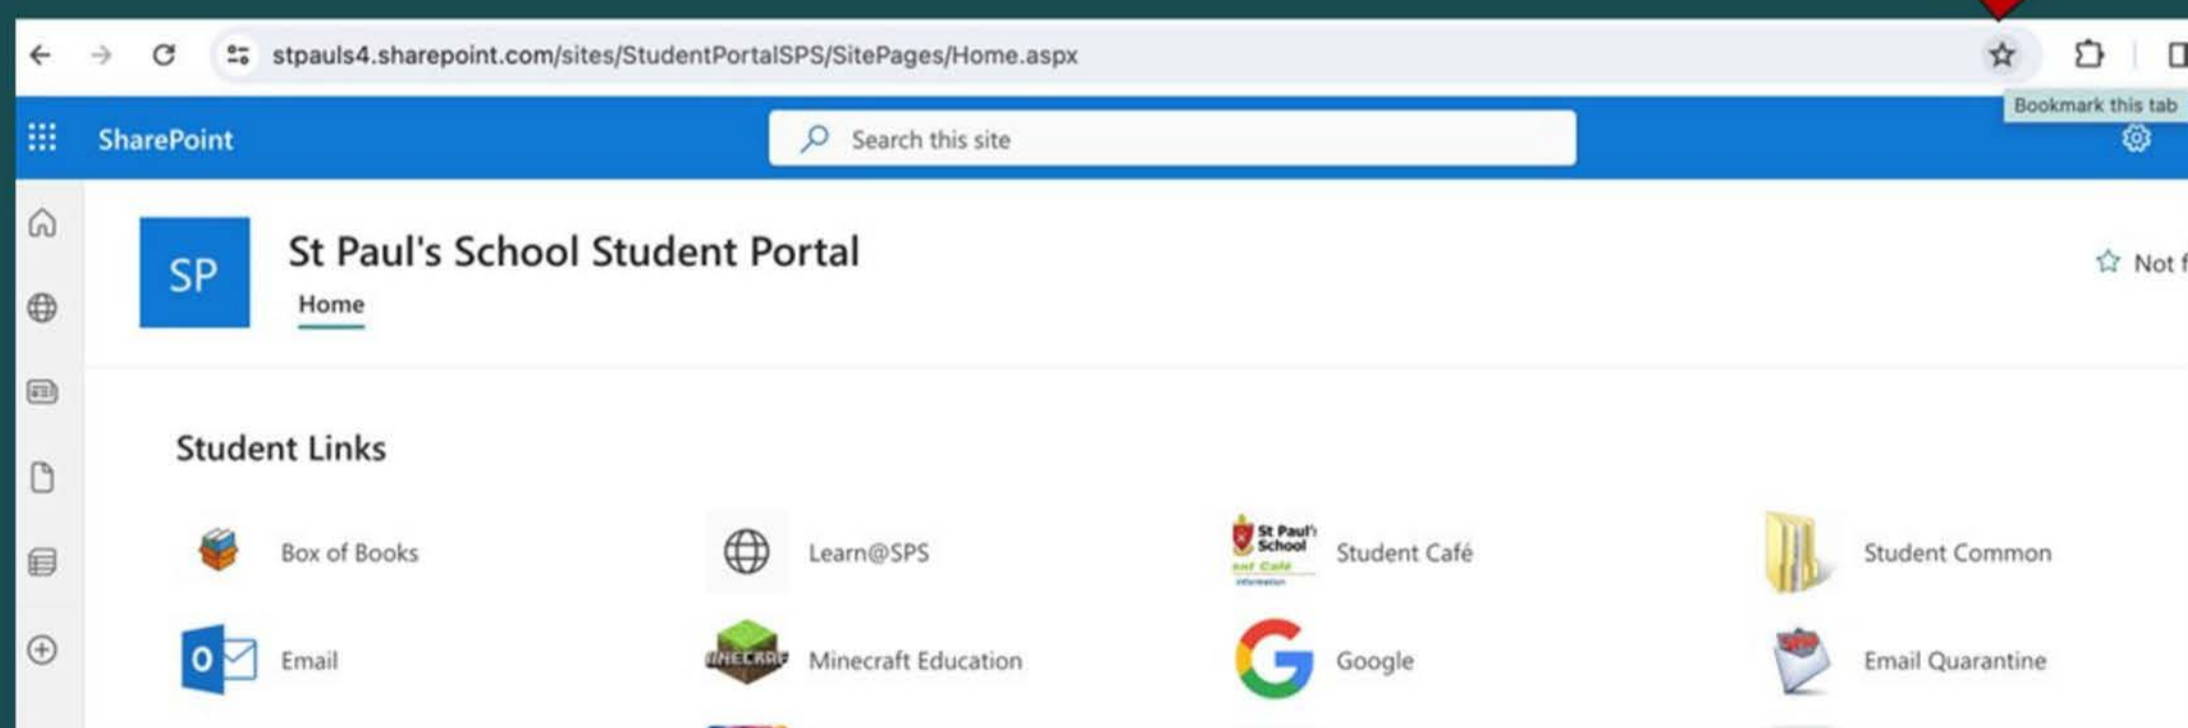 stpauls4.sharepoint.com/sites/StudentPortalSPS/SitePages/Home.aspx
Bookmark this tab
SharePoint
Search this site
SP
St Paul's School Student Portal
Not f
Home
Student Links
Box of Books
Learn@SPS
St Paul's
School
Student Café
Student Common
information
Email
Minecraft Education
Google
Email Quarantine